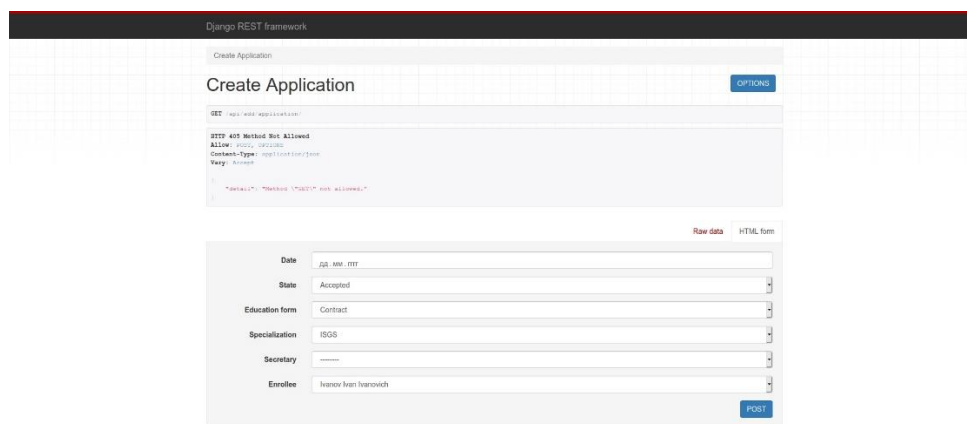 Django REST framework
Create Application
Create Application
OPTIONS
GET /api/add/application/
HTTP 405 Method Not Allowed
Allow: POST, OPTIONS
Content-Type: application/json
Vary: Accept
{
"detail": "Method \"GET\" not allowed."
}
Raw data HTML form
Date дд.мм.гггг
State Accepted
Education form Contract
Specialization ISGS
Secretary ---------
Enrollee Ivanov Ivan Ivanovich
POST